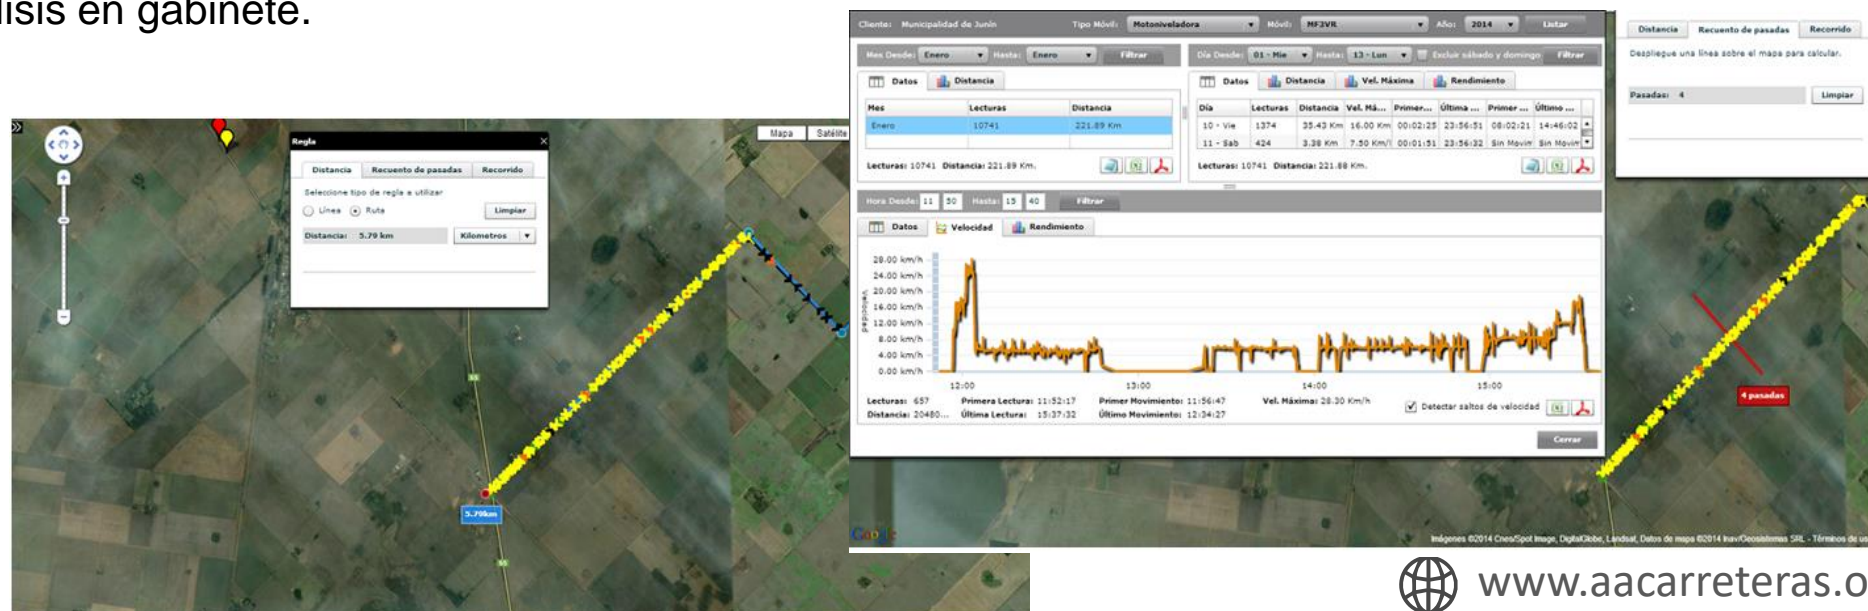 lisis en gabinete.
Cliente: Municipalidad de Junín Tipo Móvil: Motoniveladora Móvil: MF3VR Año: 2014 Listar
Mes Desde: Enero Hasta: Enero Filtrar
Día Desde: 01 - Mie Hasta: 13 - Lun Excluir sábado y domingo Filtrar
Datos Distancia
Mes Lecturas Distancia
Enero 10741 221.89 Km
Lecturas: 10741 Distancia: 221.89 Km.
Datos Distancia Vel. Máxima Rendimiento
Día Lecturas Distancia Vel. Má... Primer... Última ... Primer ... Último ...
10 - Vie 1374 35.43 Km 16.00 Km 00:02:25 23:56:51 08:02:21 14:46:02
11 - Sab 424 3.38 Km 7.50 Km/l 00:01:51 23:56:32 Sin Movim Sin Movim
Lecturas: 10741 Distancia: 221.88 Km.
Hora Desde: 11 50 Hasta: 15 40 Filtrar
Datos Velocidad Rendimiento
Velocidad
28.00 km/h
24.00 km/h
20.00 km/h
16.00 km/h
12.00 km/h
8.00 km/h
4.00 km/h
0.00 km/h
12:00 13:00 14:00 15:00
Lecturas: 657 Primera Lectura: 11:52:17 Primer Movimiento: 11:56:47 Vel. Máxima: 28.30 Km/h
Distancia: 20480... Última Lectura: 15:37:32 Último Movimiento: 12:34:27
Detectar saltos de velocidad
Cerrar
Distancia Recuento de pasadas Recorrido
Despliegue una línea sobre el mapa para calcular.
Pasadas: 4 Limpiar
4 pasadas
Mapa Satélite
Regla
Distancia Recuento de pasadas Recorrido
Seleccione tipo de regla a utilizar
Línea Ruta Limpiar
Distancia: 5.79 km Kilometros
5.79km
Google
Imágenes ©2014 Cnes/Spot Image, DigitalGlobe, Landsat, Datos de mapa ©2014 Inav/Geosistemas SRL - Términos de us
www.aacarreteras.o